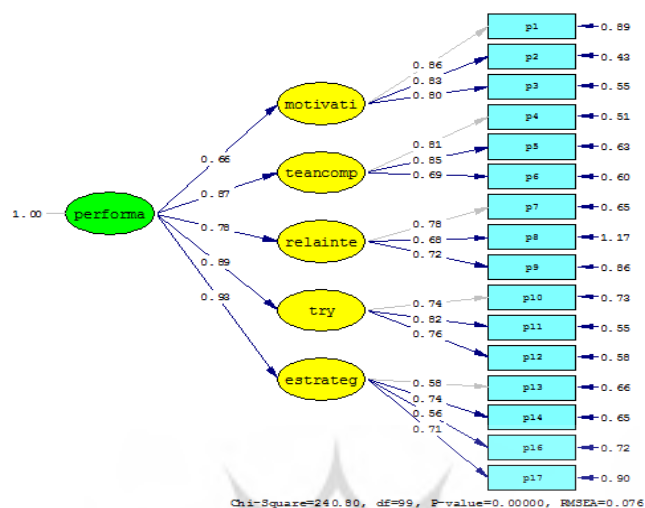 p1 0.89
0.86
p2 0.43
0.83
0.80
p3 0.55
motivati
p4 0.51
0.81
p5 0.63
0.66
0.85
teancomp
0.69
p6 0.60
0.87
p7 0.65
0.78
1.00 performa
0.78
relainte
0.68
p8 1.17
0.72
p9 0.86
0.89
p10 0.73
0.74
0.93
try
0.82
p11 0.55
0.76
p12 0.58
estrateg
0.58
p13 0.66
0.74
p14 0.65
0.56
0.71
p16 0.72
p17 0.90
Chi-Square=240.80, df=99, P-value=0.00000, RMSEA=0.076